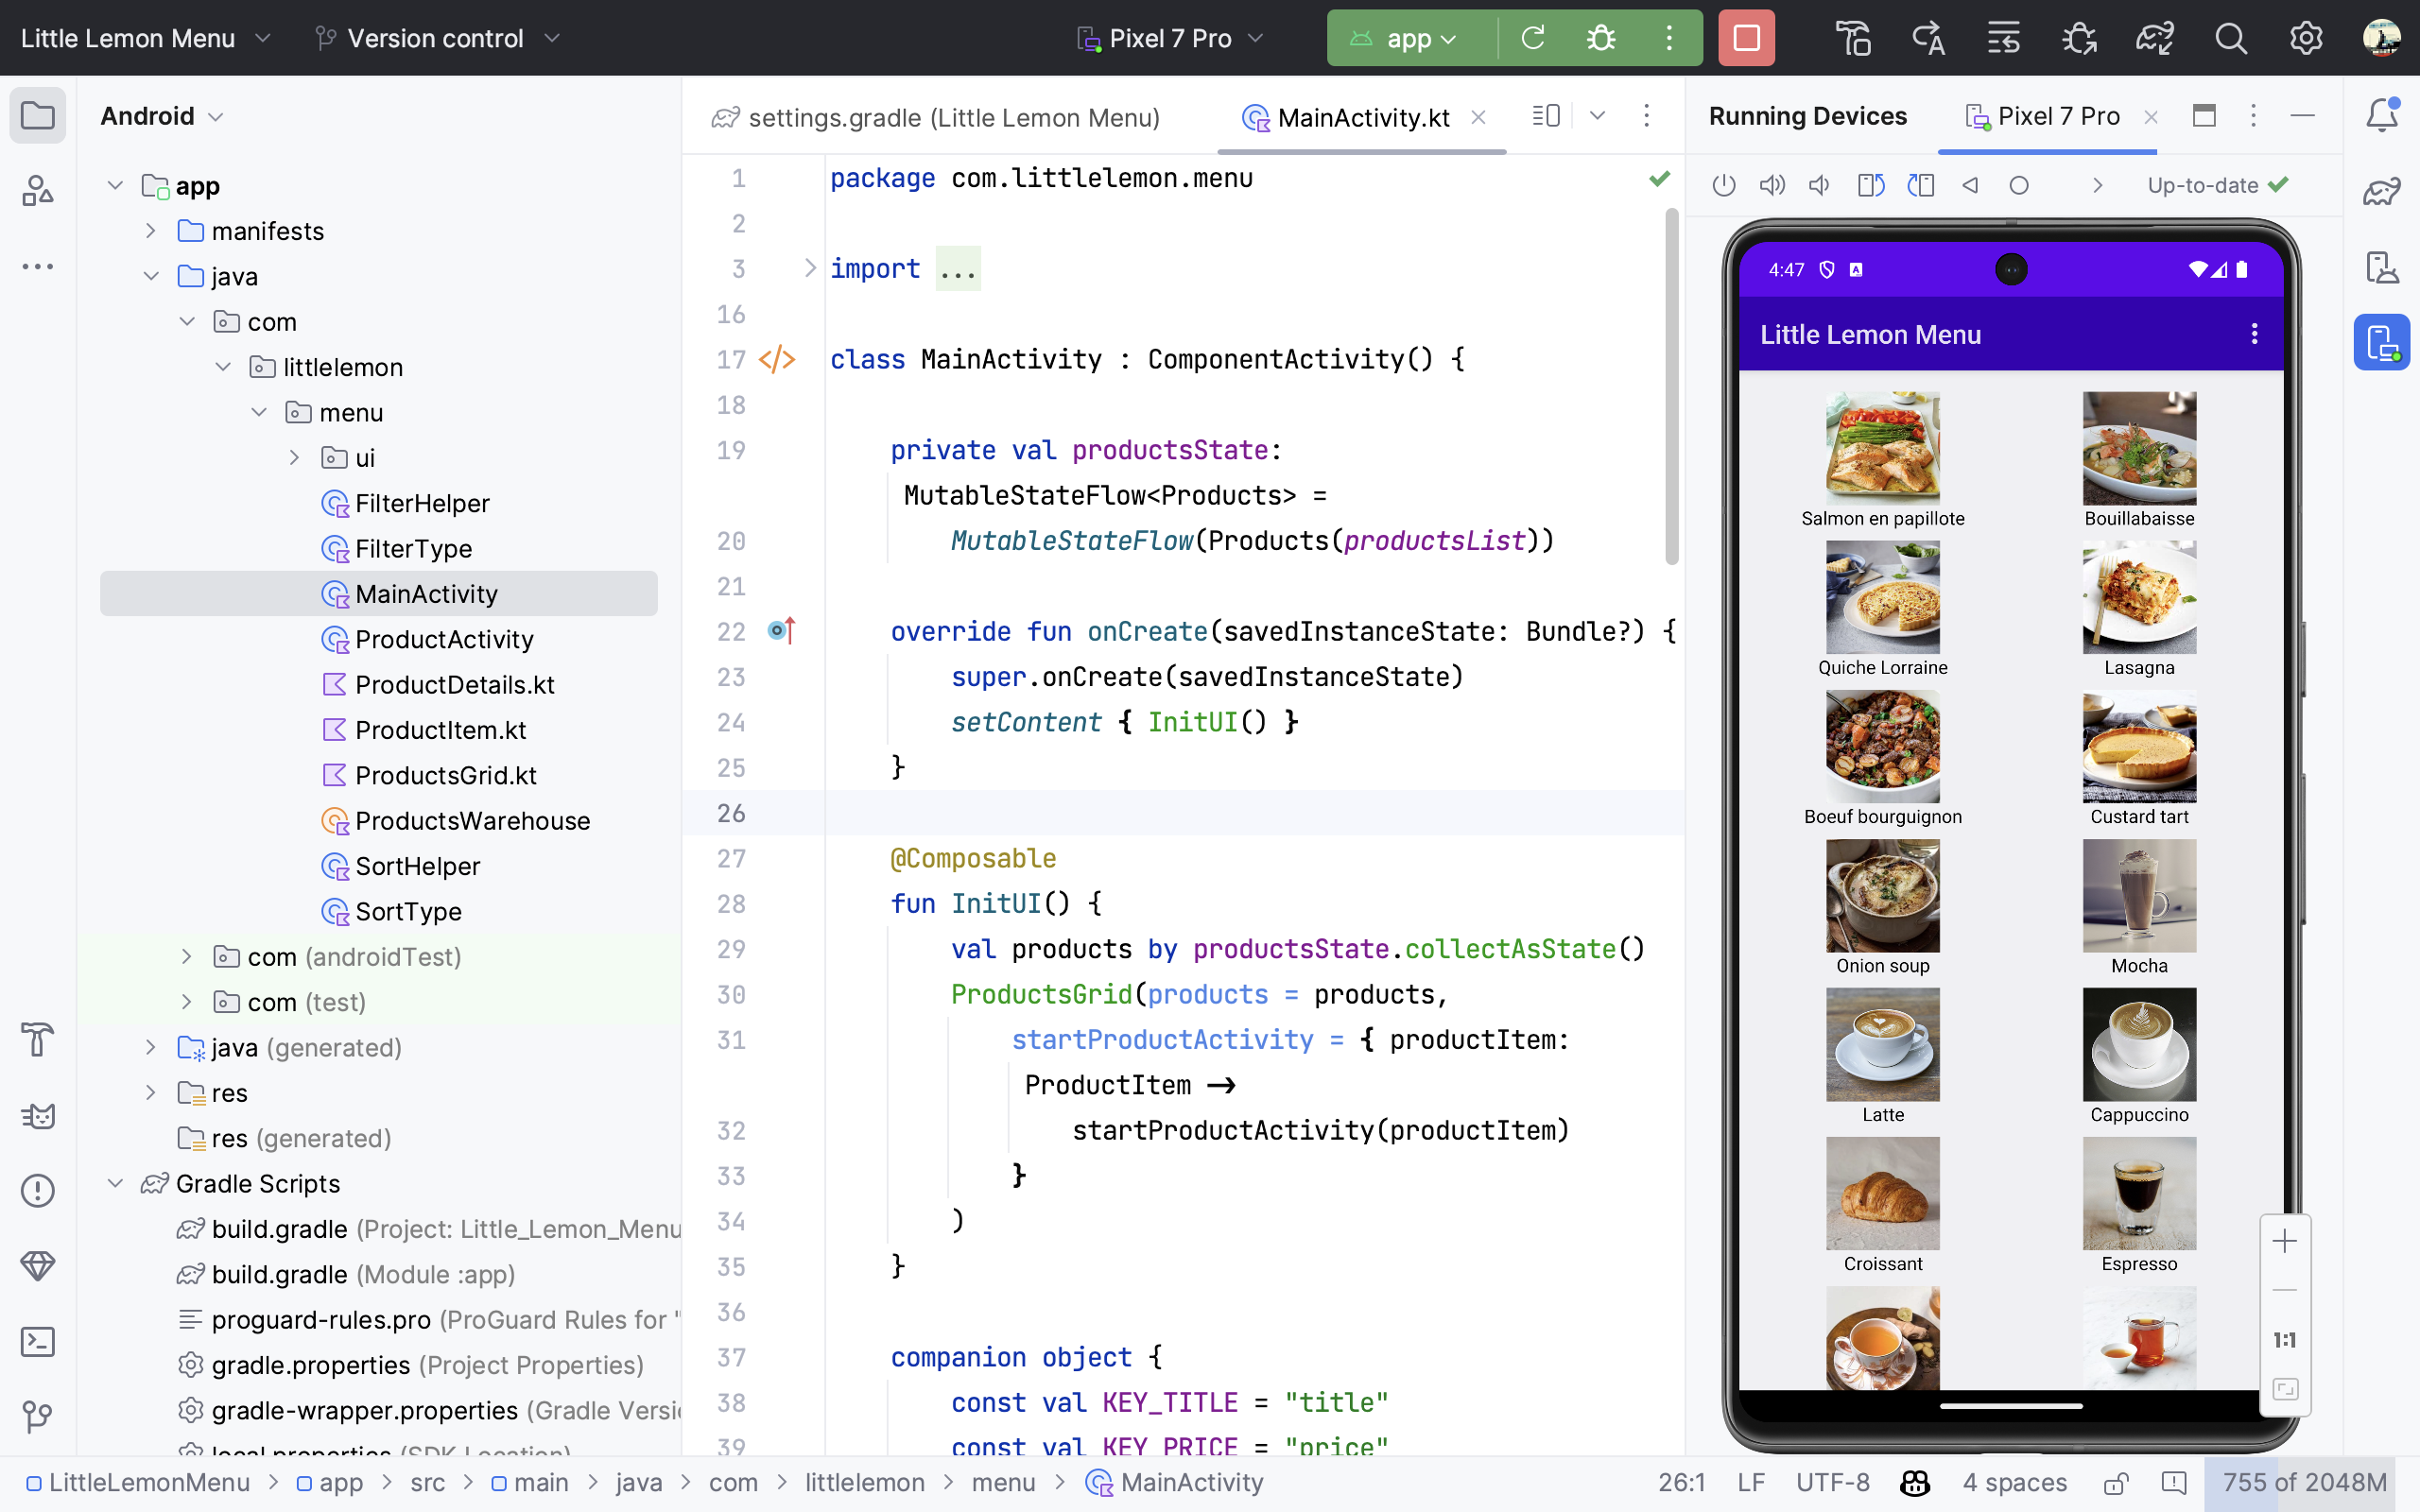 Little Lemon Menu
Version control
Pixel 7 Pro
app
Android
app
manifests
java
com
littlelemon
menu
ui
FilterHelper
FilterType
MainActivity
ProductActivity
ProductDetails.kt
ProductItem.kt
ProductsGrid.kt
ProductsWarehouse
SortHelper
SortType
com (androidTest)
com (test)
java (generated)
res
res (generated)
Gradle Scripts
build.gradle (Project: Little_Lemon_Menu
build.gradle (Module :app)
proguard-rules.pro (ProGuard Rules for "
gradle.properties (Project Properties)
gradle-wrapper.properties (Gradle Versi
local.properties (SDK Location)
settings.gradle (Little Lemon Menu)
MainActivity.kt
1 package com.littlelemon.menu
2
3 import ...
16
17 class MainActivity : ComponentActivity() {
18
19 private val productsState:
MutableStateFlow<Products> =
20 MutableStateFlow(Products(productsList))
21
22 override fun onCreate(savedInstanceState: Bundle?) {
23 super.onCreate(savedInstanceState)
24 setContent { InitUI() }
25 }
26
27 @Composable
28 fun InitUI() {
29 val products by productsState.collectAsState()
30 ProductsGrid(products = products,
31 startProductActivity = { productItem:
ProductItem ->
32 startProductActivity(productItem)
33 }
34 )
35 }
36
37 companion object {
38 const val KEY_TITLE = "title"
39 const val KEY_PRICE = "price"
Running Devices
Pixel 7 Pro
Up-to-date
4:47
Little Lemon Menu
Salmon en papillote
Bouillabaisse
Quiche Lorraine
Lasagna
Boeuf bourguignon
Custard tart
Onion soup
Mocha
Latte
Cappuccino
Croissant
Espresso
1:1
LittleLemonMenu > app > src > main > java > com > littlelemon > menu > MainActivity
26:1 LF UTF-8 4 spaces 755 of 2048M